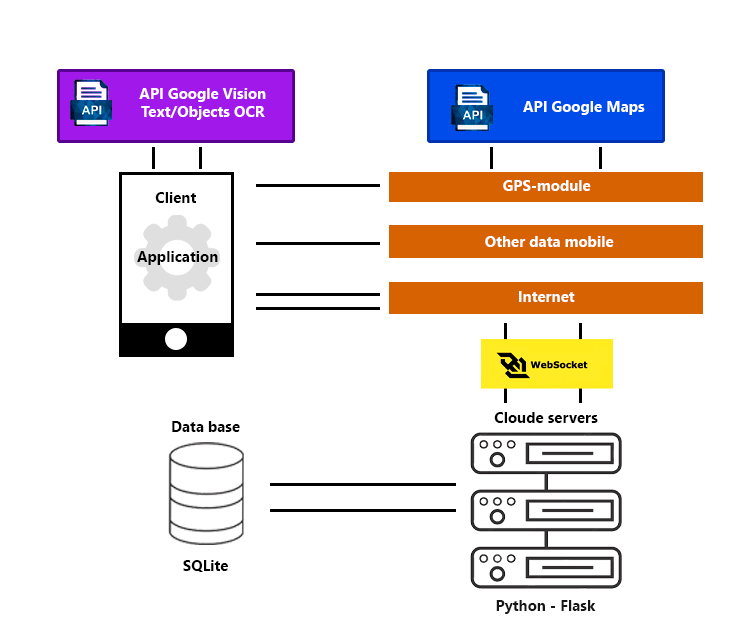 API
API Google Vision
Text/Objects OCR
API
API Google Maps
Client
Application
GPS-module
Other data mobile
Internet
WebSocket
Cloude servers
Data base
SQLite
Python - Flask